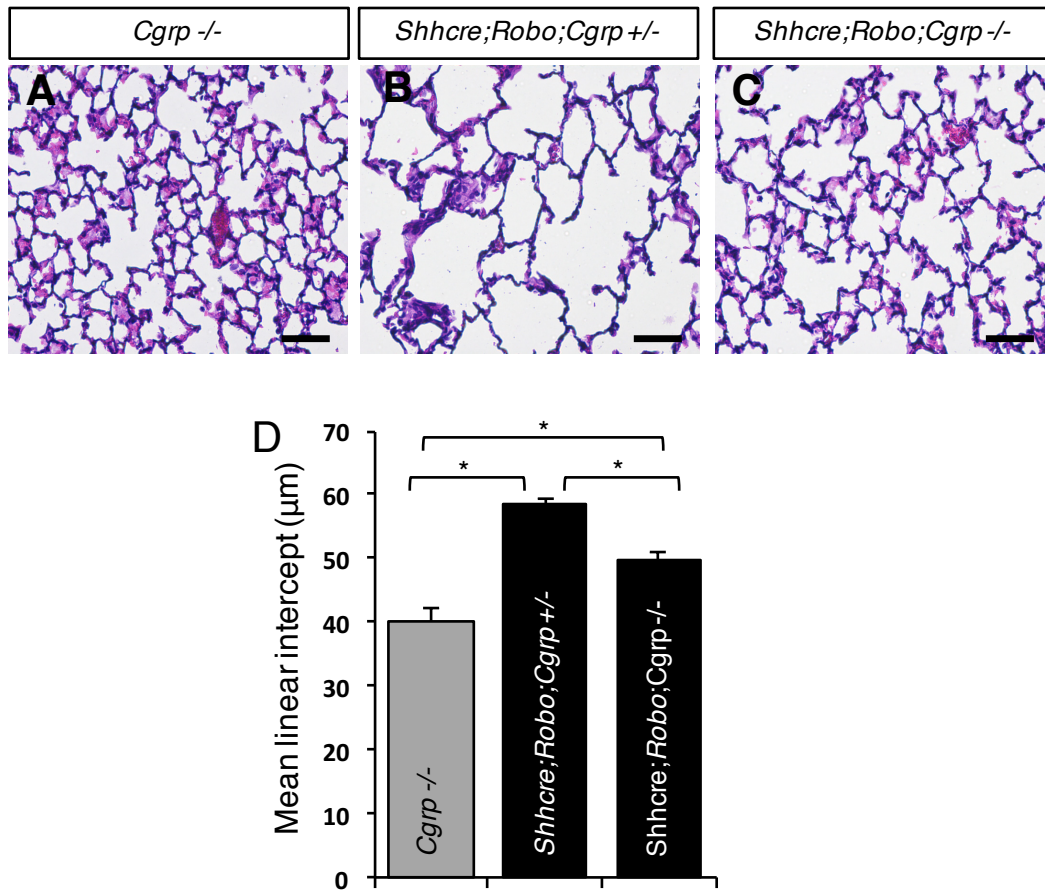 Cgrp -/-
Shhcre;Robo;Cgrp +/-
Shhcre;Robo;Cgrp -/-
A
B
C
D
Mean linear intercept (µm)
70
60
50
40
30
20
10
0
*
*
*
Cgrp -/-
Shhcre;Robo;Cgrp +/-
Shhcre;Robo;Cgrp -/-